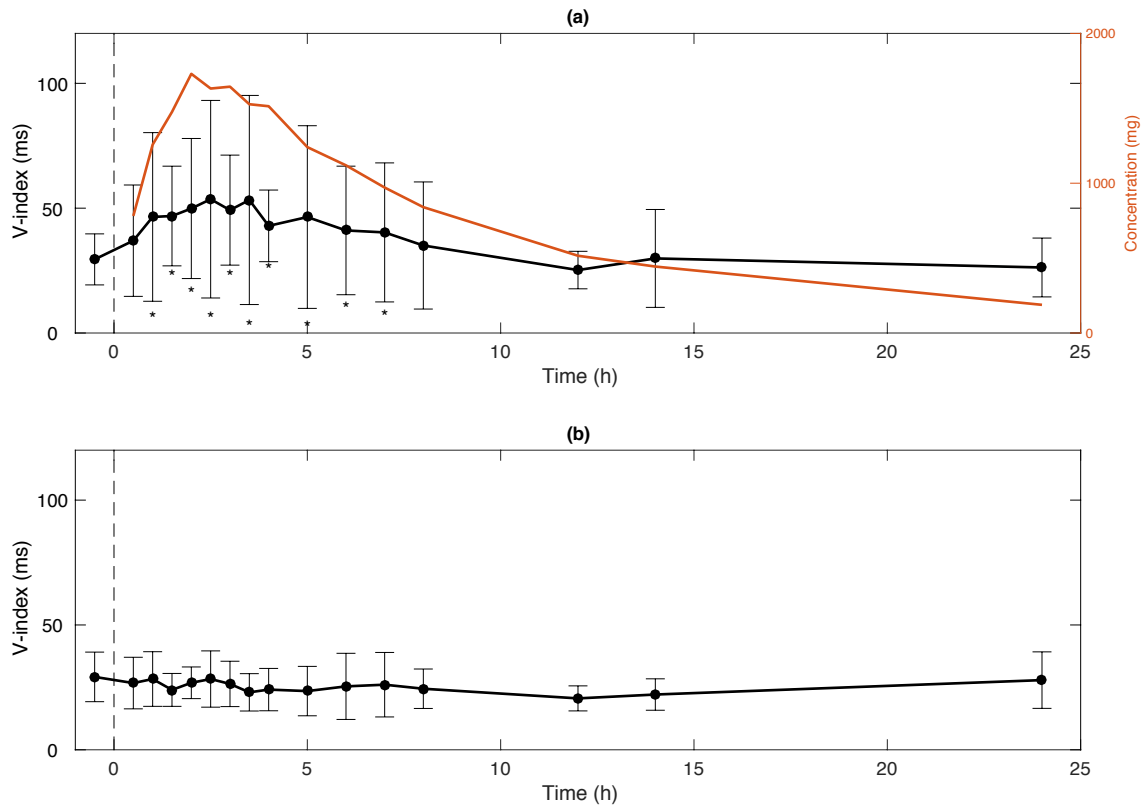 (a)
V-index (ms)
100
50
0
2000
1000
0
Concentration (mg)
* * * * * * * * * * *
0 5 10 15 20 25
Time (h)
(b)
V-index (ms)
100
50
0
0 5 10 15 20 25
Time (h)